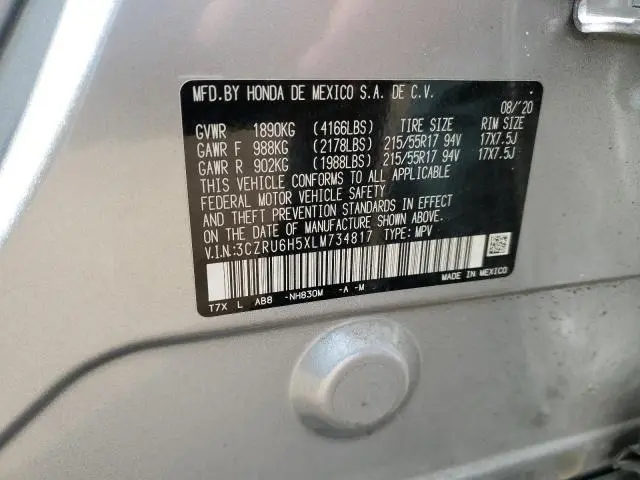 MFD.BY HONDA DE MEXICO S.A. DE C.V.
08/'20
GVWR 1890KG (4166LBS) TIRE SIZE RIM SIZE
GAWR F 988KG (2178LBS) 215/55R17 94V 17X7.5J
GAWR R 902KG (1988LBS) 215/55R17 94V 17X7.5J
THIS VEHICLE CONFORMS TO ALL APPLICABLE
FEDERAL MOTOR VEHICLE SAFETY
AND THEFT PREVENTION STANDARDS IN EFFECT
ON THE DATE OF MANUFACTURE SHOWN ABOVE.
V.I.N:3CZRU6H5XLM734817 TYPE: MPV
MADE IN MEXICO
T7X L AB8 -NH830M -A -M